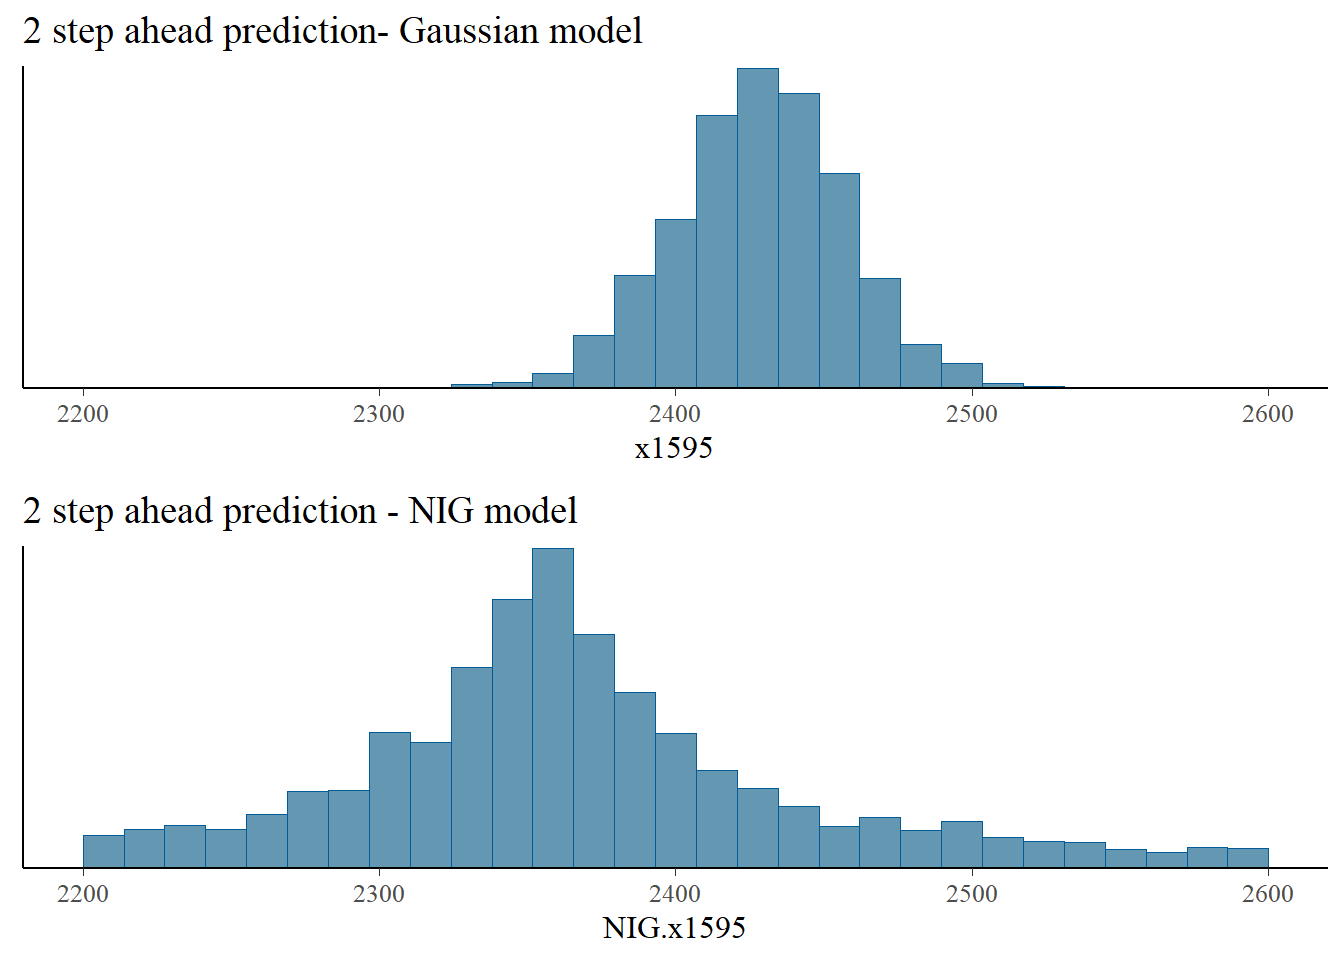 2 step ahead prediction- Gaussian model
2200 2300 2400 2500 2600
x1595
2 step ahead prediction - NIG model
2200 2300 2400 2500 2600
NIG.x1595